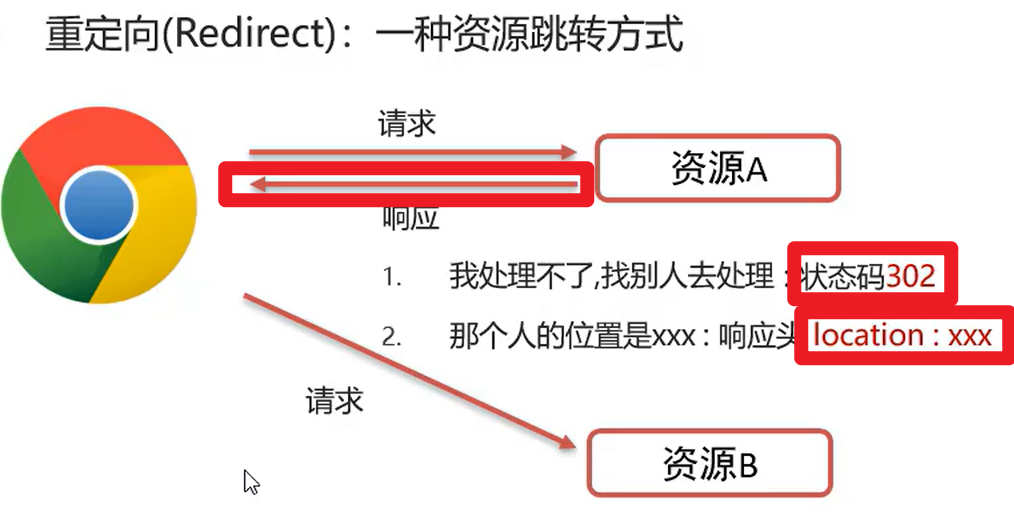 重定向(Redirect)：一种资源跳转方式
请求
资源A
响应
1. 我处理不了,找别人去处理 : 状态码302
2. 那个人的位置是xxx : 响应头 location : xxx
请求
资源B